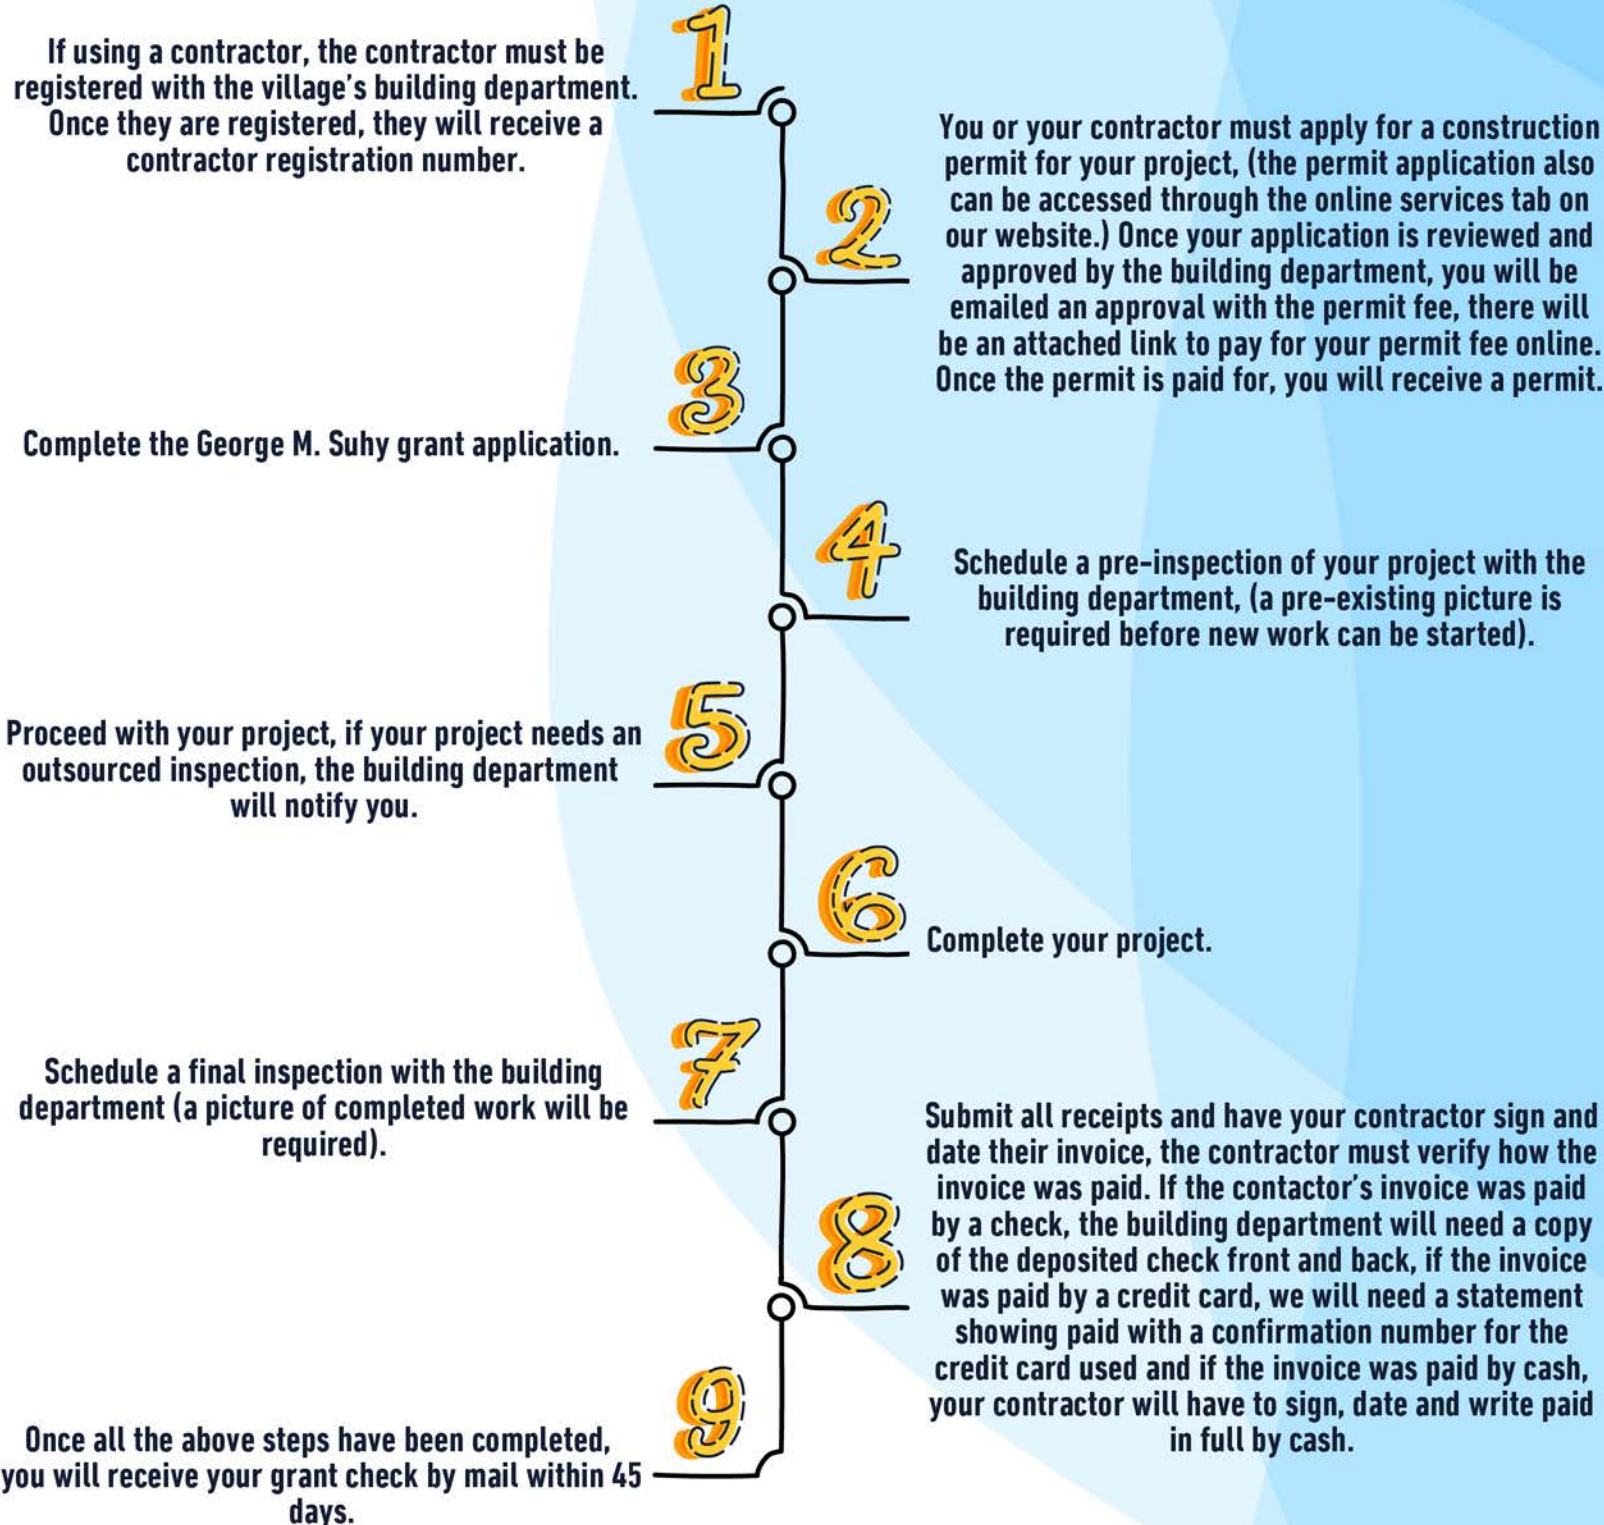 1
If using a contractor, the contractor must be
registered with the village's building department.
Once they are registered, they will receive a
contractor registration number.
2
You or your contractor must apply for a construction
permit for your project, (the permit application also
can be accessed through the online services tab on
our website.) Once your application is reviewed and
approved by the building department, you will be
emailed an approval with the permit fee, there will
be an attached link to pay for your permit fee online.
Once the permit is paid for, you will receive a permit.
3
Complete the George M. Suhy grant application.
4
Schedule a pre-inspection of your project with the
building department, (a pre-existing picture is
required before new work can be started).
5
Proceed with your project, if your project needs an
outsourced inspection, the building department
will notify you.
6
Complete your project.
7
Schedule a final inspection with the building
department (a picture of completed work will be
required).
8
Submit all receipts and have your contractor sign and
date their invoice, the contractor must verify how the
invoice was paid. If the contactor's invoice was paid
by a check, the building department will need a copy
of the deposited check front and back, if the invoice
was paid by a credit card, we will need a statement
showing paid with a confirmation number for the
credit card used and if the invoice was paid by cash,
your contractor will have to sign, date and write paid
in full by cash.
9
Once all the above steps have been completed,
you will receive your grant check by mail within 45
days.